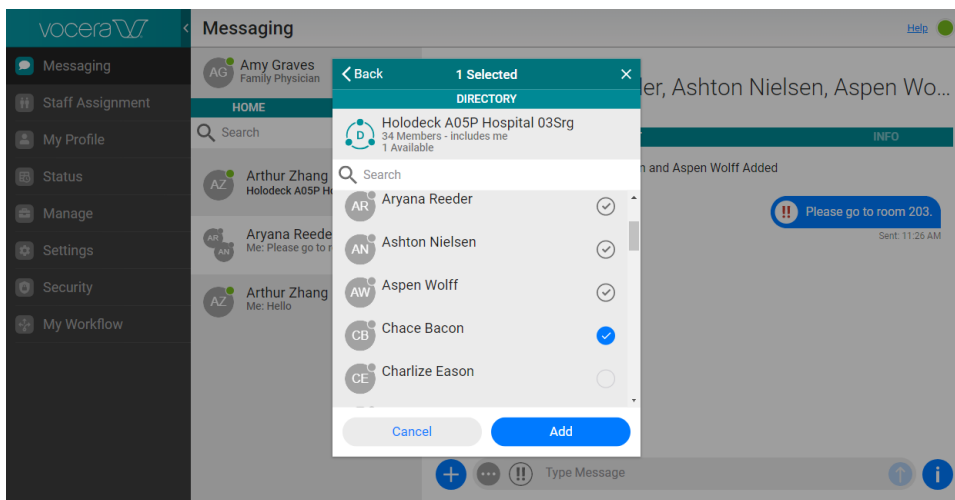 vocera
Messaging
Help
Messaging
Staff Assignment
My Profile
Status
Manage
Settings
Security
My Workflow
AG
Amy Graves
Family Physician
HOME
Search
AZ
Arthur Zhang
Holodeck A05P H
AR
AN
Aryana Reede
Me: Please go to r
AZ
Arthur Zhang
Me: Hello
Back
1 Selected
DIRECTORY
D
Holodeck A05P Hospital 03Srg
34 Members - includes me
1 Available
Search
AR
Aryana Reeder
AN
Ashton Nielsen
AW
Aspen Wolff
CB
Chace Bacon
CE
Charlize Eason
Cancel
Add
ler, Ashton Nielsen, Aspen Wo...
INFO
n and Aspen Wolff Added
!! Please go to room 203.
Sent: 11:26 AM
!!
Type Message
i